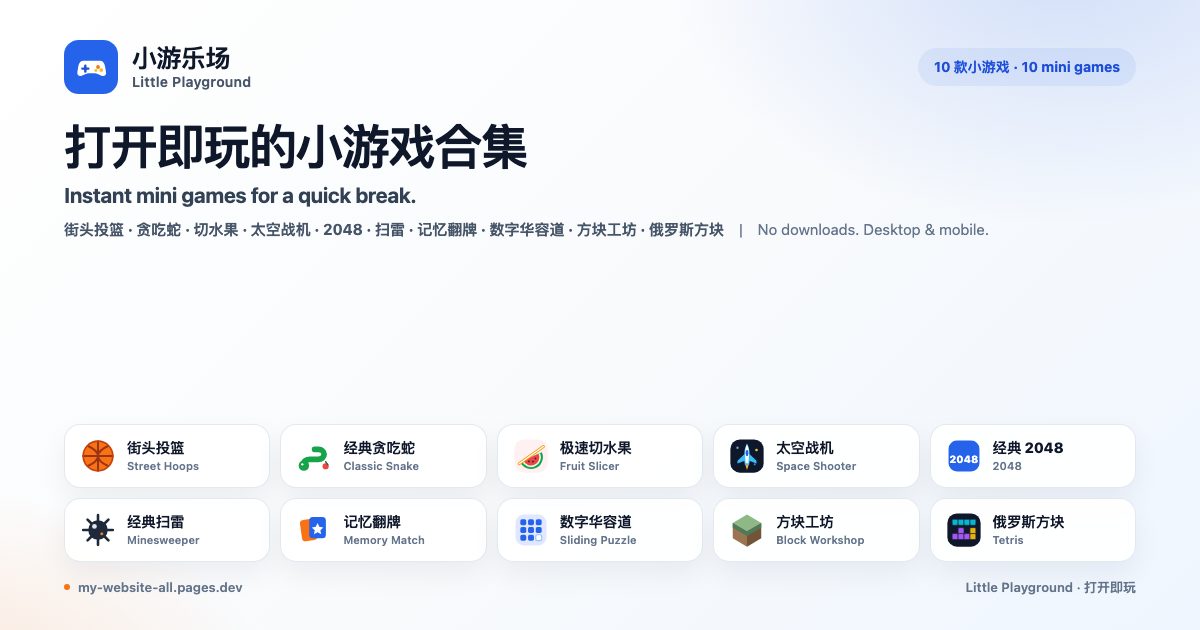 小游乐场
Little Playground
10 款小游戏 · 10 mini games
打开即玩的小游戏合集
Instant mini games for a quick break.
街头投篮 · 贪吃蛇 · 切水果 · 太空战机 · 2048 · 扫雷 · 记忆翻牌 · 数字华容道 · 方块工坊 · 俄罗斯方块 | No downloads. Desktop & mobile.
街头投篮
Street Hoops
经典贪吃蛇
Classic Snake
极速切水果
Fruit Slicer
太空战机
Space Shooter
2048
经典 2048
2048
经典扫雷
Minesweeper
记忆翻牌
Memory Match
数字华容道
Sliding Puzzle
方块工坊
Block Workshop
俄罗斯方块
Tetris
my-website-all.pages.dev
Little Playground · 打开即玩